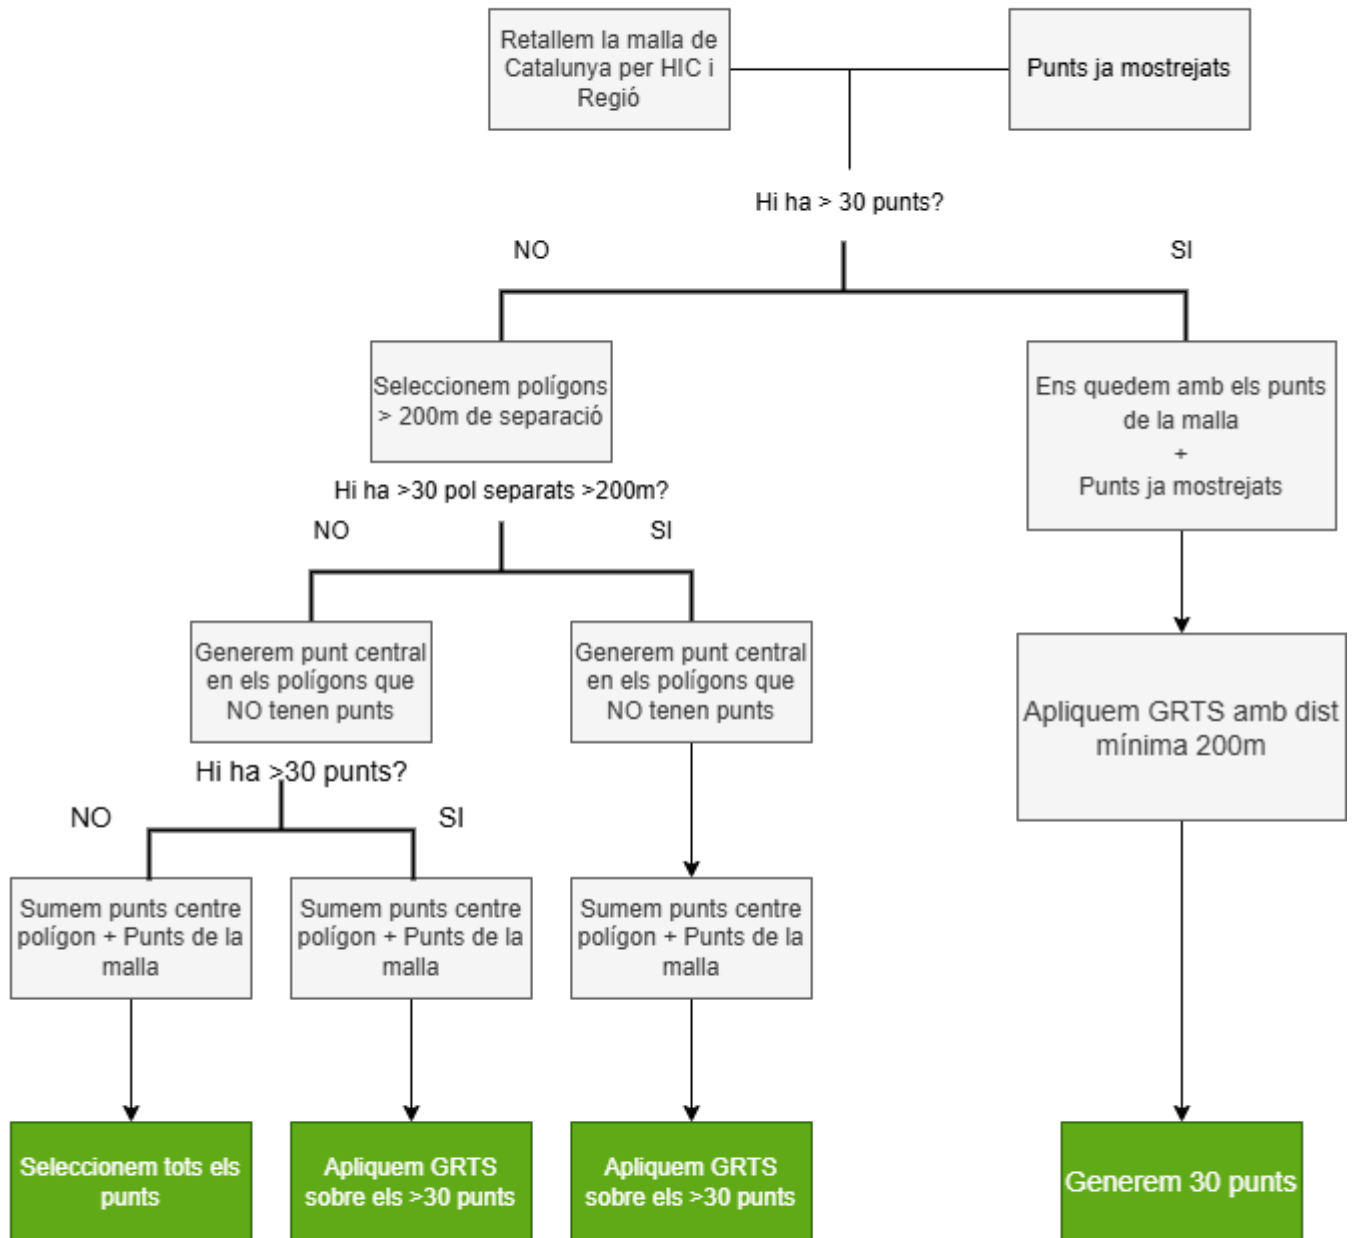 Retallem la malla de
Catalunya per HIC i
Regió
Punts ja mostrejats
Hi ha > 30 punts?
NO
SI
Seleccionem polígons
> 200m de separació
Ens quedem amb els punts
de la malla
+
Punts ja mostrejats
Hi ha >30 pol separats >200m?
NO
SI
Generem punt central
en els polígons que
NO tenen punts
Generem punt central
en els polígons que
NO tenen punts
Apliquem GRTS amb dist
mínima 200m
Hi ha >30 punts?
NO
SI
Sumem punts centre
polígon + Punts de la
malla
Sumem punts centre
polígon + Punts de la
malla
Sumem punts centre
polígon + Punts de la
malla
Seleccionem tots els
punts
Apliquem GRTS
sobre els >30 punts
Apliquem GRTS
sobre els >30 punts
Generem 30 punts